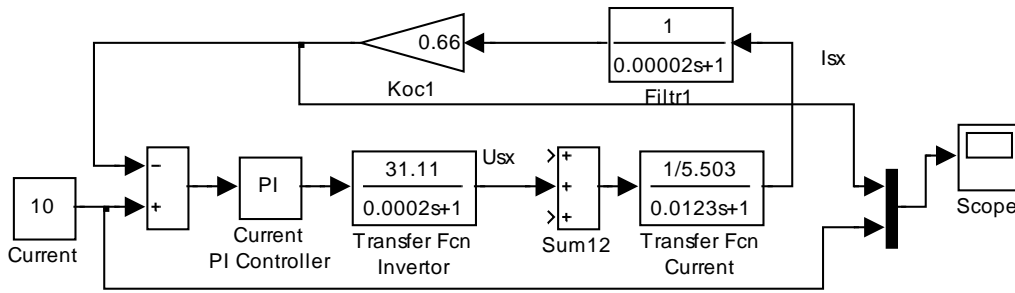 1
0.00002s+1
Filtr1
0.66
Koc1
Isx
−
+
10
Current
PI
Current
PI Controller
31.11
0.0002s+1
Transfer Fcn
Invertor
Usx
+
+
+
Sum12
1/5.503
0.0123s+1
Transfer Fcn
Current
Scope